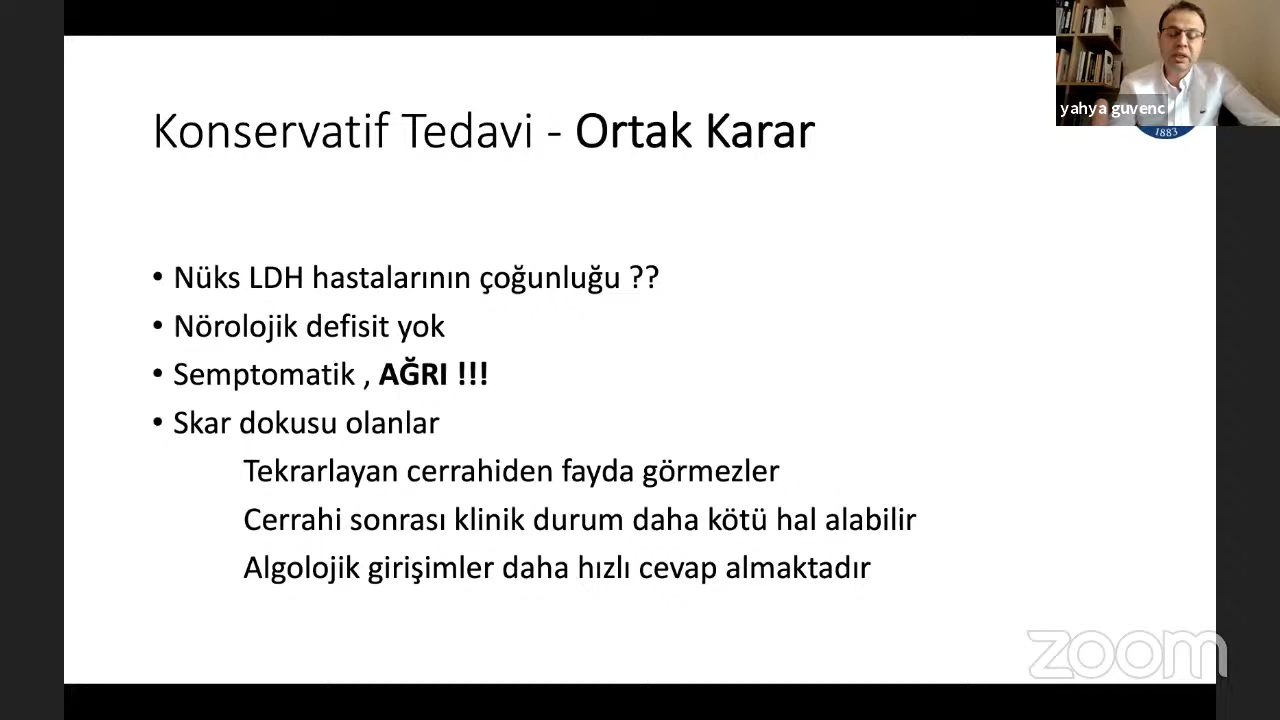 yahya guvenc
1883
Konservatif Tedavi - Ortak Karar
• Nüks LDH hastalarının çoğunluğu ??
• Nörolojik defisit yok
• Semptomatik , AĞRI !!!
• Skar dokusu olanlar
Tekrarlayan cerrahiden fayda görmezler
Cerrahi sonrası klinik durum daha kötü hal alabilir
Algolojik girişimler daha hızlı cevap almaktadır
zoom